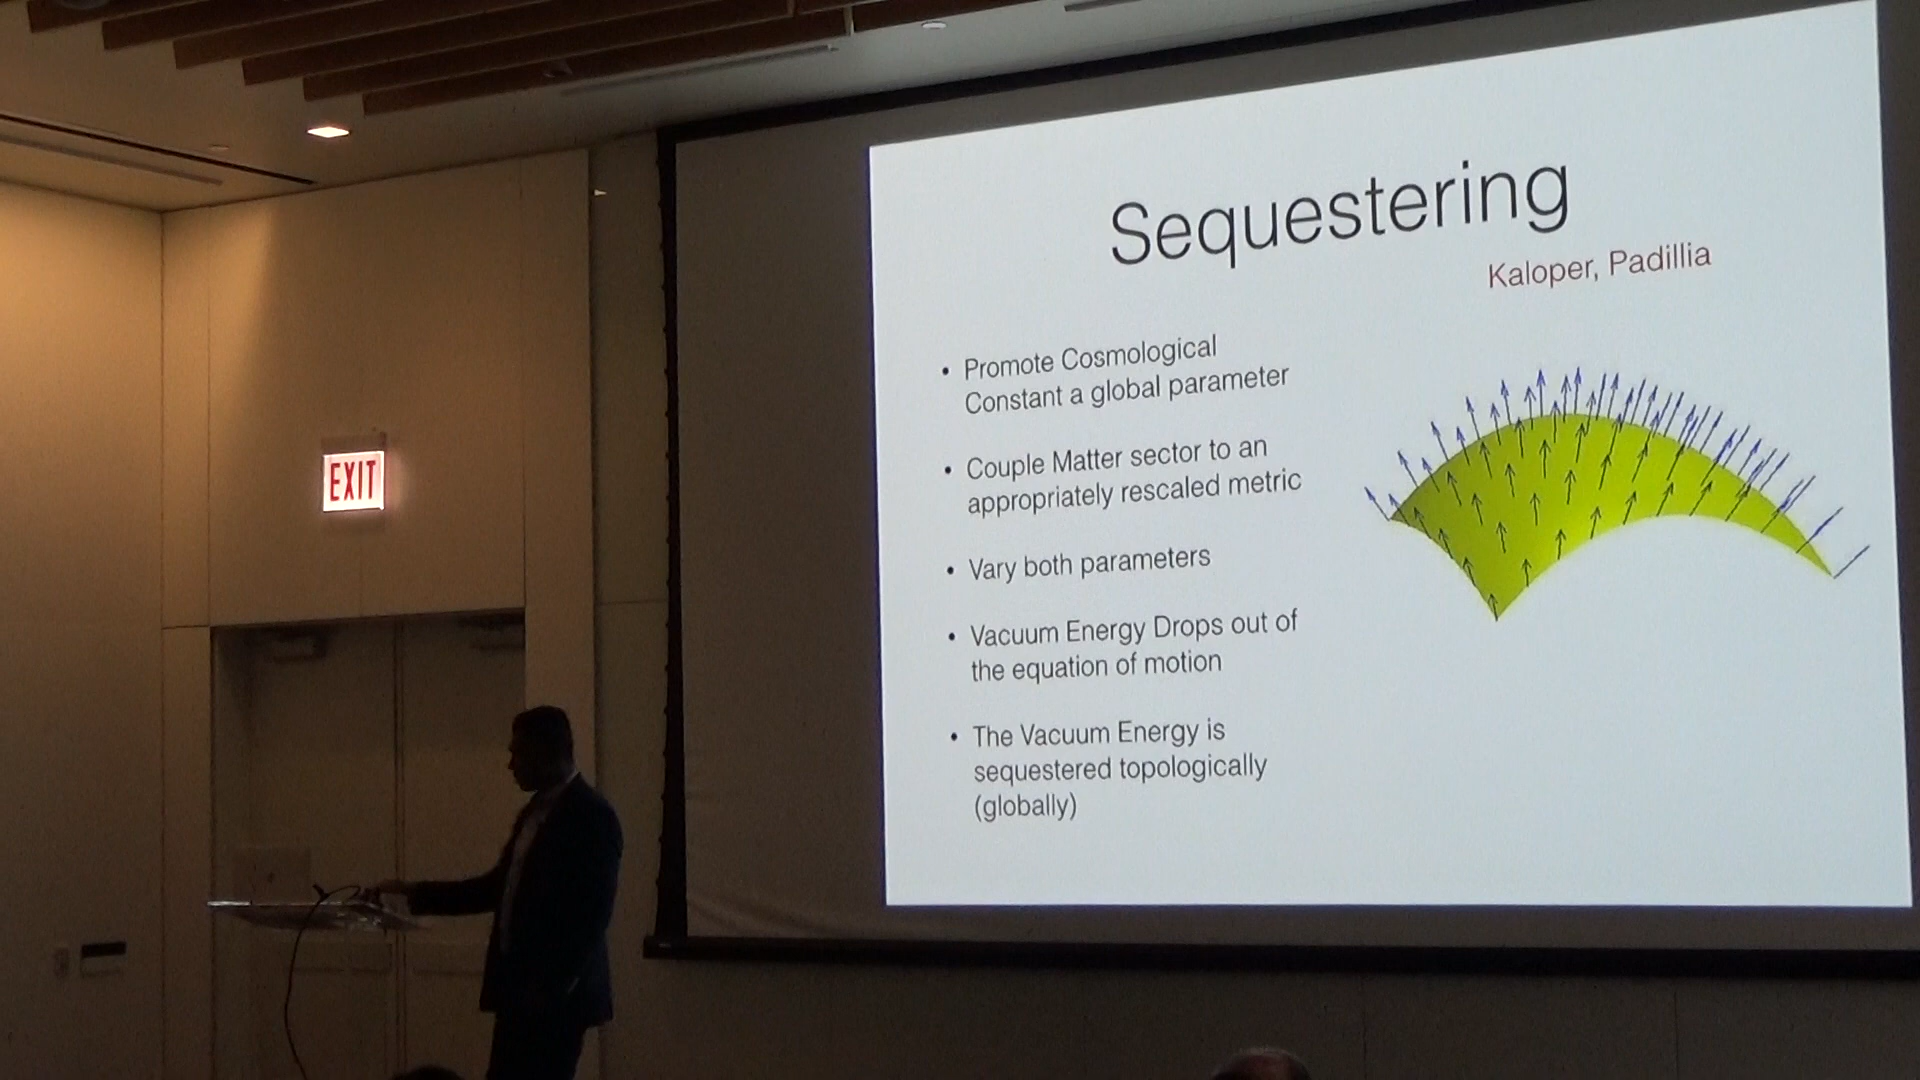 Sequestering
Kaloper, Padillia
• Promote Cosmological
Constant a global parameter
• Couple Matter sector to an
appropriately rescaled metric
• Vary both parameters
• Vacuum Energy Drops out of
the equation of motion
• The Vacuum Energy is
sequestered topologically
(globally)
EXIT